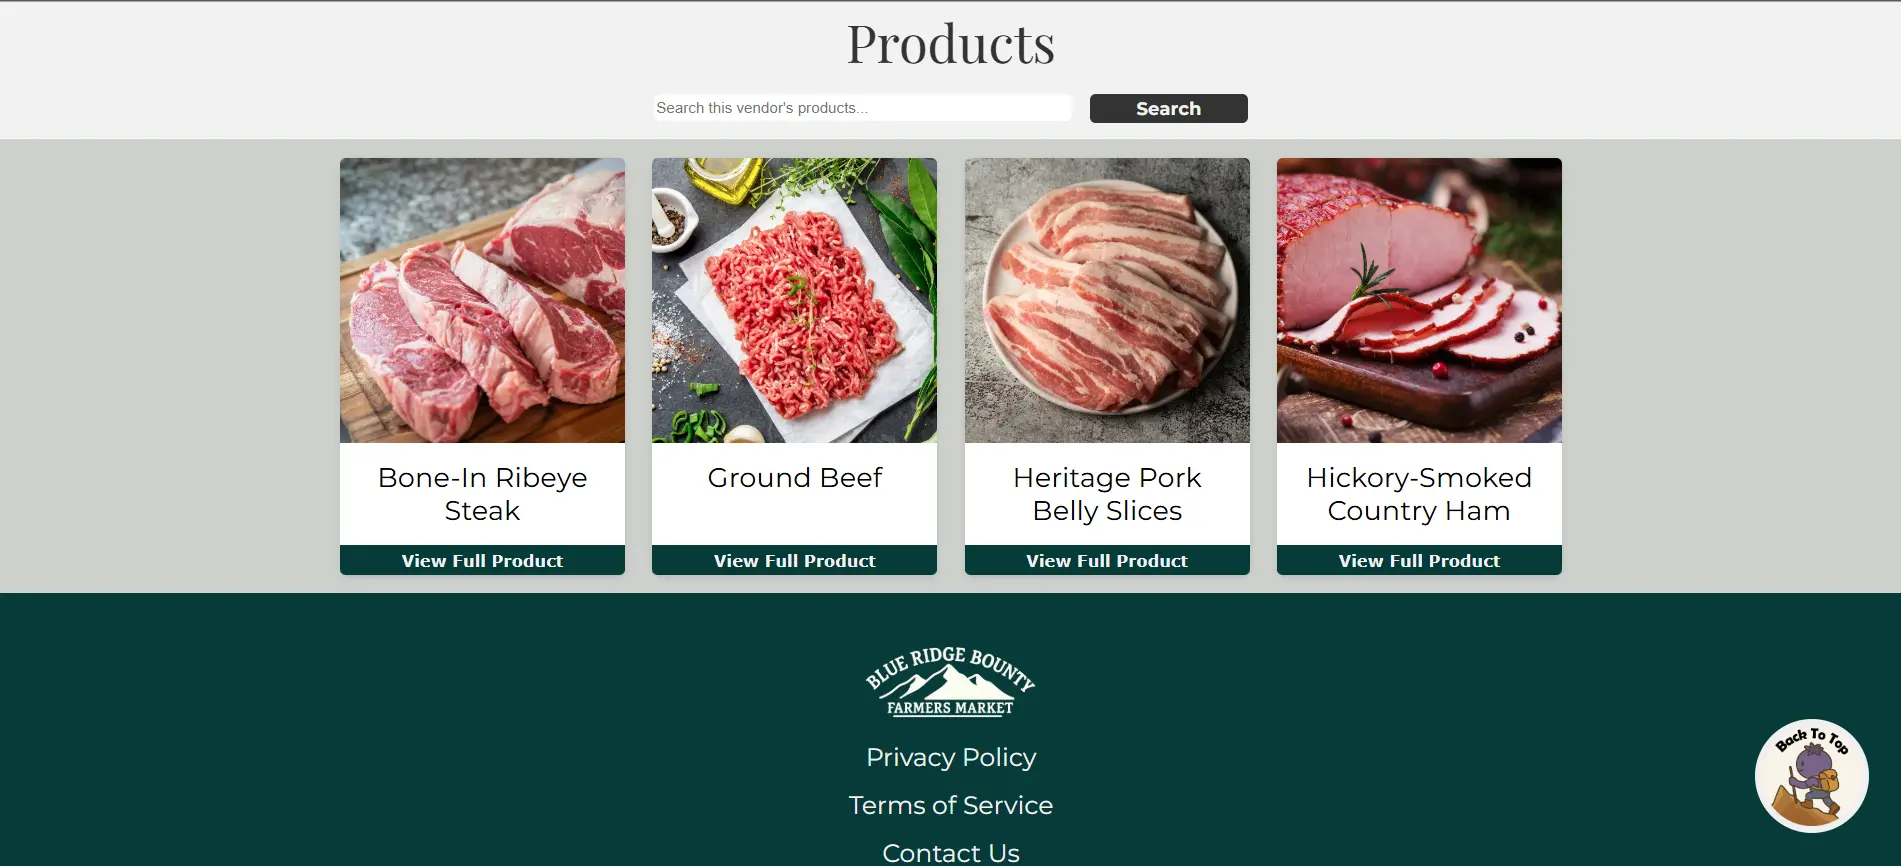 Products
Search this vendor's products...
Search
Bone-In Ribeye
Steak
View Full Product
Ground Beef
View Full Product
Heritage Pork
Belly Slices
View Full Product
Hickory-Smoked
Country Ham
View Full Product
BLUE RIDGE BOUNTY
FARMERS MARKET
Privacy Policy
Terms of Service
Contact Us
Back To Top